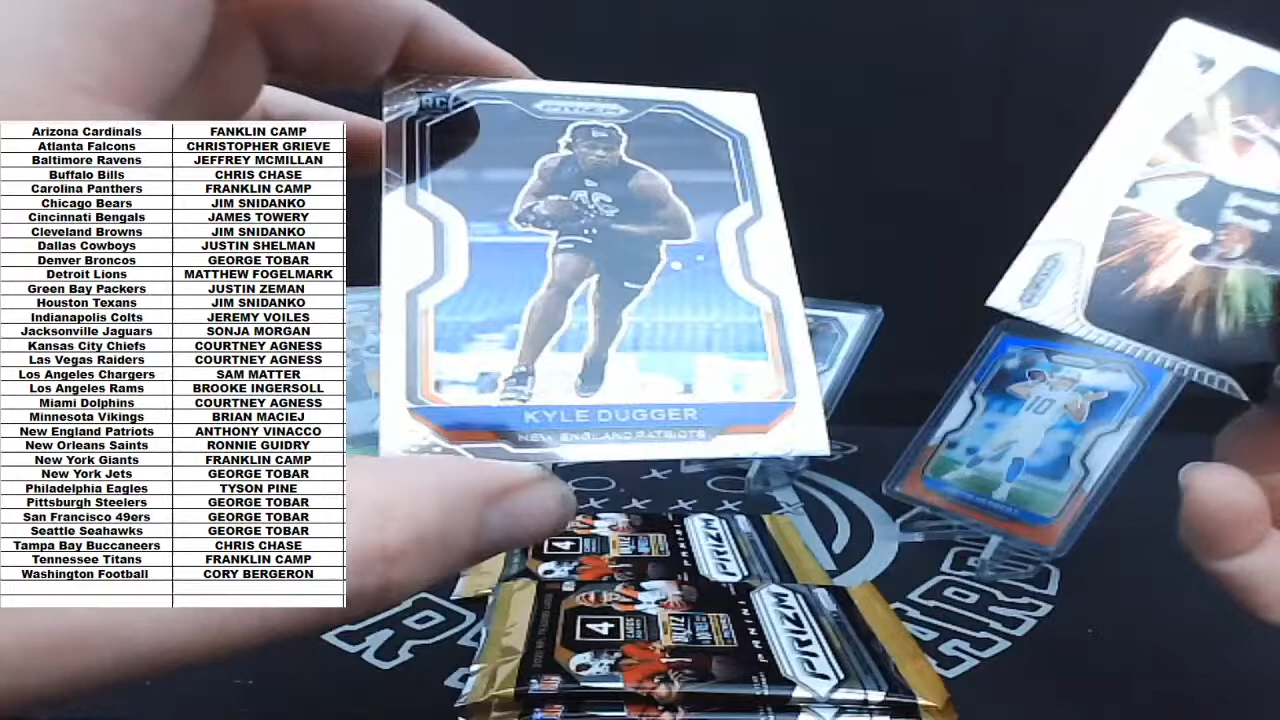 Arizona Cardinals FANKLIN CAMP
Atlanta Falcons CHRISTOPHER GRIEVE
Baltimore Ravens JEFFREY MCMILLAN
Buffalo Bills CHRIS CHASE
Carolina Panthers FRANKLIN CAMP
Chicago Bears JIM SNIDANKO
Cincinnati Bengals JAMES TOWERY
Cleveland Browns JIM SNIDANKO
Dallas Cowboys JUSTIN SHELMAN
Denver Broncos GEORGE TOBAR
Detroit Lions MATTHEW FOGELMARK
Green Bay Packers JUSTIN ZEMAN
Houston Texans JIM SNIDANKO
Indianapolis Colts JEREMY VOILES
Jacksonville Jaguars SONJA MORGAN
Kansas City Chiefs COURTNEY AGNESS
Las Vegas Raiders COURTNEY AGNESS
Los Angeles Chargers SAM MATTER
Los Angeles Rams BROOKE INGERSOLL
Miami Dolphins COURTNEY AGNESS
Minnesota Vikings BRIAN MACIEJ
New England Patriots ANTHONY VINACCO
New Orleans Saints RONNIE GUIDRY
New York Giants FRANKLIN CAMP
New York Jets GEORGE TOBAR
Philadelphia Eagles TYSON PINE
Pittsburgh Steelers GEORGE TOBAR
San Francisco 49ers GEORGE TOBAR
Seattle Seahawks GEORGE TOBAR
Tampa Bay Buccaneers CHRIS CHASE
Tennessee Titans FRANKLIN CAMP
Washington Football CORY BERGERON
RC
PRIZM
KYLE DUGGER
NEW ENGLAND PATRIOTS
10
4
PANINI
PRIZM
4
PANINI
PRIZM